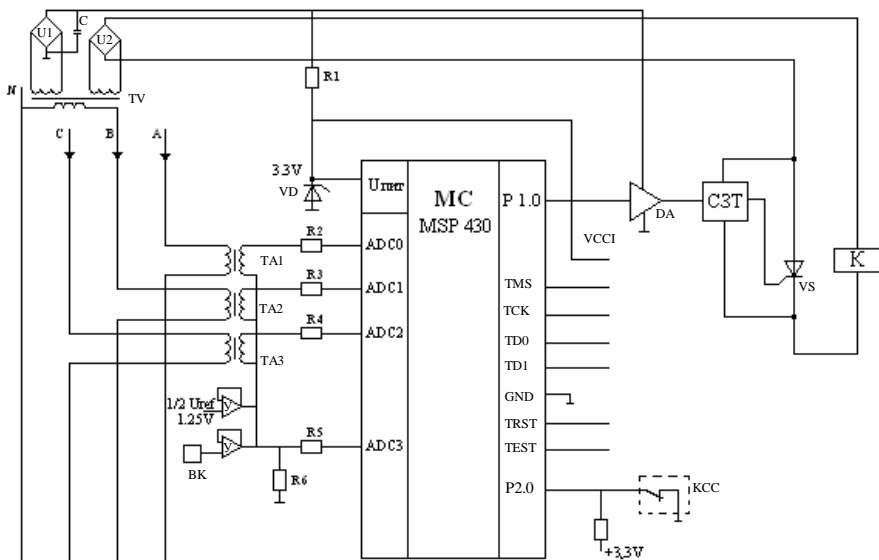 U1
C
U2
R1
N
TV
C
B
A
3.3V
VD
Uпит
MC
MSP 430
P 1.0
DA
СЗТ
K
VS
VCCI
R2
ADC0
TA1
R3
ADC1
TMS
TA2
R4
ADC2
TCK
TA3
TD0
TD1
1/2 Uref
1.25V
У
GND
TRST
BK
У
R5
ADC3
TEST
R6
P2.0
KCC
+3,3V